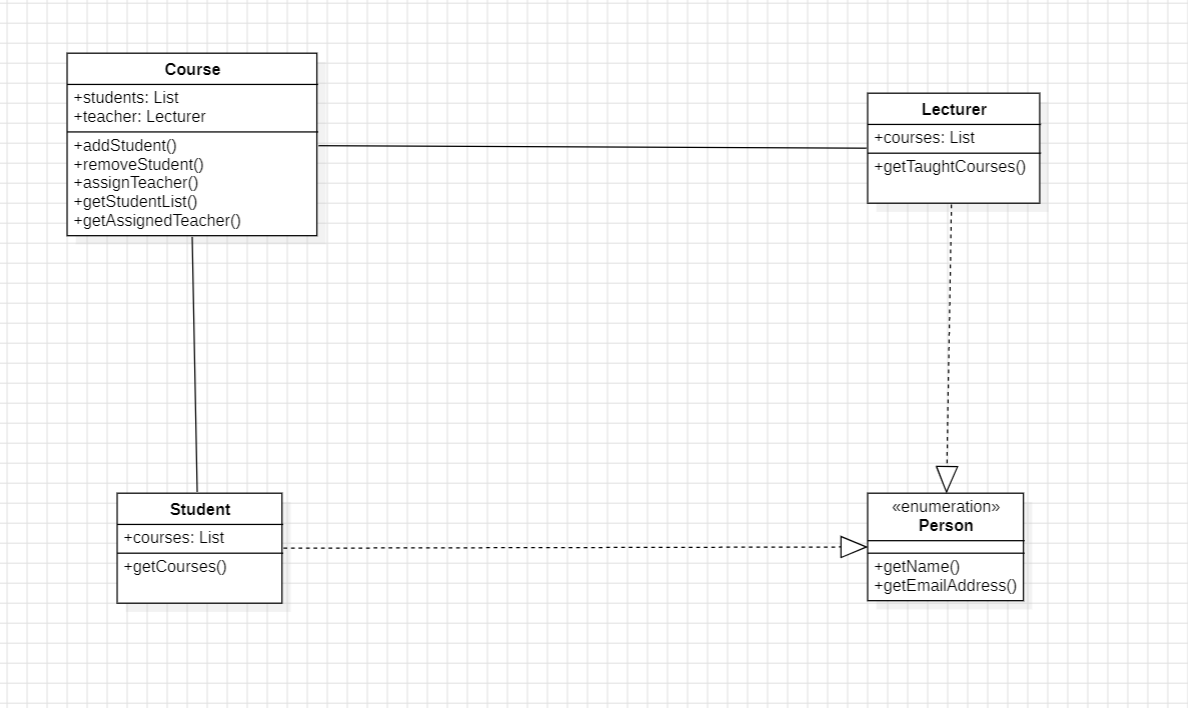 Course
+students: List
+teacher: Lecturer
+addStudent()
+removeStudent()
+assignTeacher()
+getStudentList()
+getAssignedTeacher()
Lecturer
+courses: List
+getTaughtCourses()
Student
+courses: List
+getCourses()
«enumeration»
Person
+getName()
+getEmailAddress()